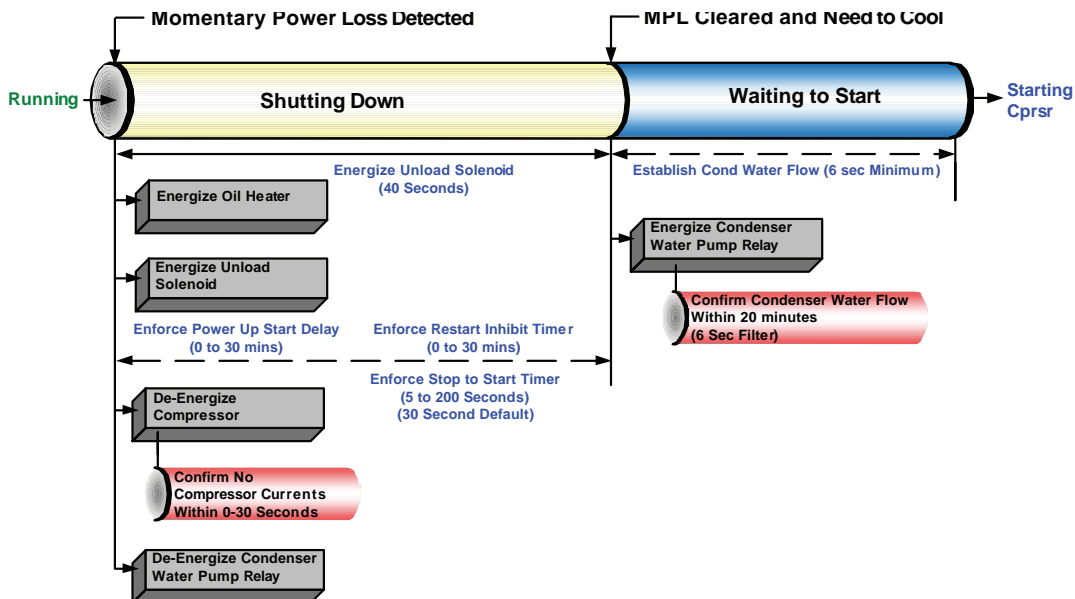 Momentary Power Loss Detected
MPL Cleared and Need to Cool
Running
Shutting Down
Waiting to Start
Starting
Cprsr
Energize Unload Solenoid
(40 Seconds)
Establish Cond Water Flow (6 sec Minimum)
Energize Oil Heater
Energize Condenser
Water Pump Relay
Energize Unload
Solenoid
Confirm Condenser Water Flow
Within 20 minutes
(6 Sec Filter)
Enforce Power Up Start Delay
(0 to 30 mins)
Enforce Restart Inhibit Timer
(0 to 30 mins)
Enforce Stop to Start Timer
(5 to 200 Seconds)
(30 Second Default)
De-Energize
Compressor
Confirm No
Compressor Currents
Within 0-30 Seconds
De-Energize Condenser
Water Pump Relay